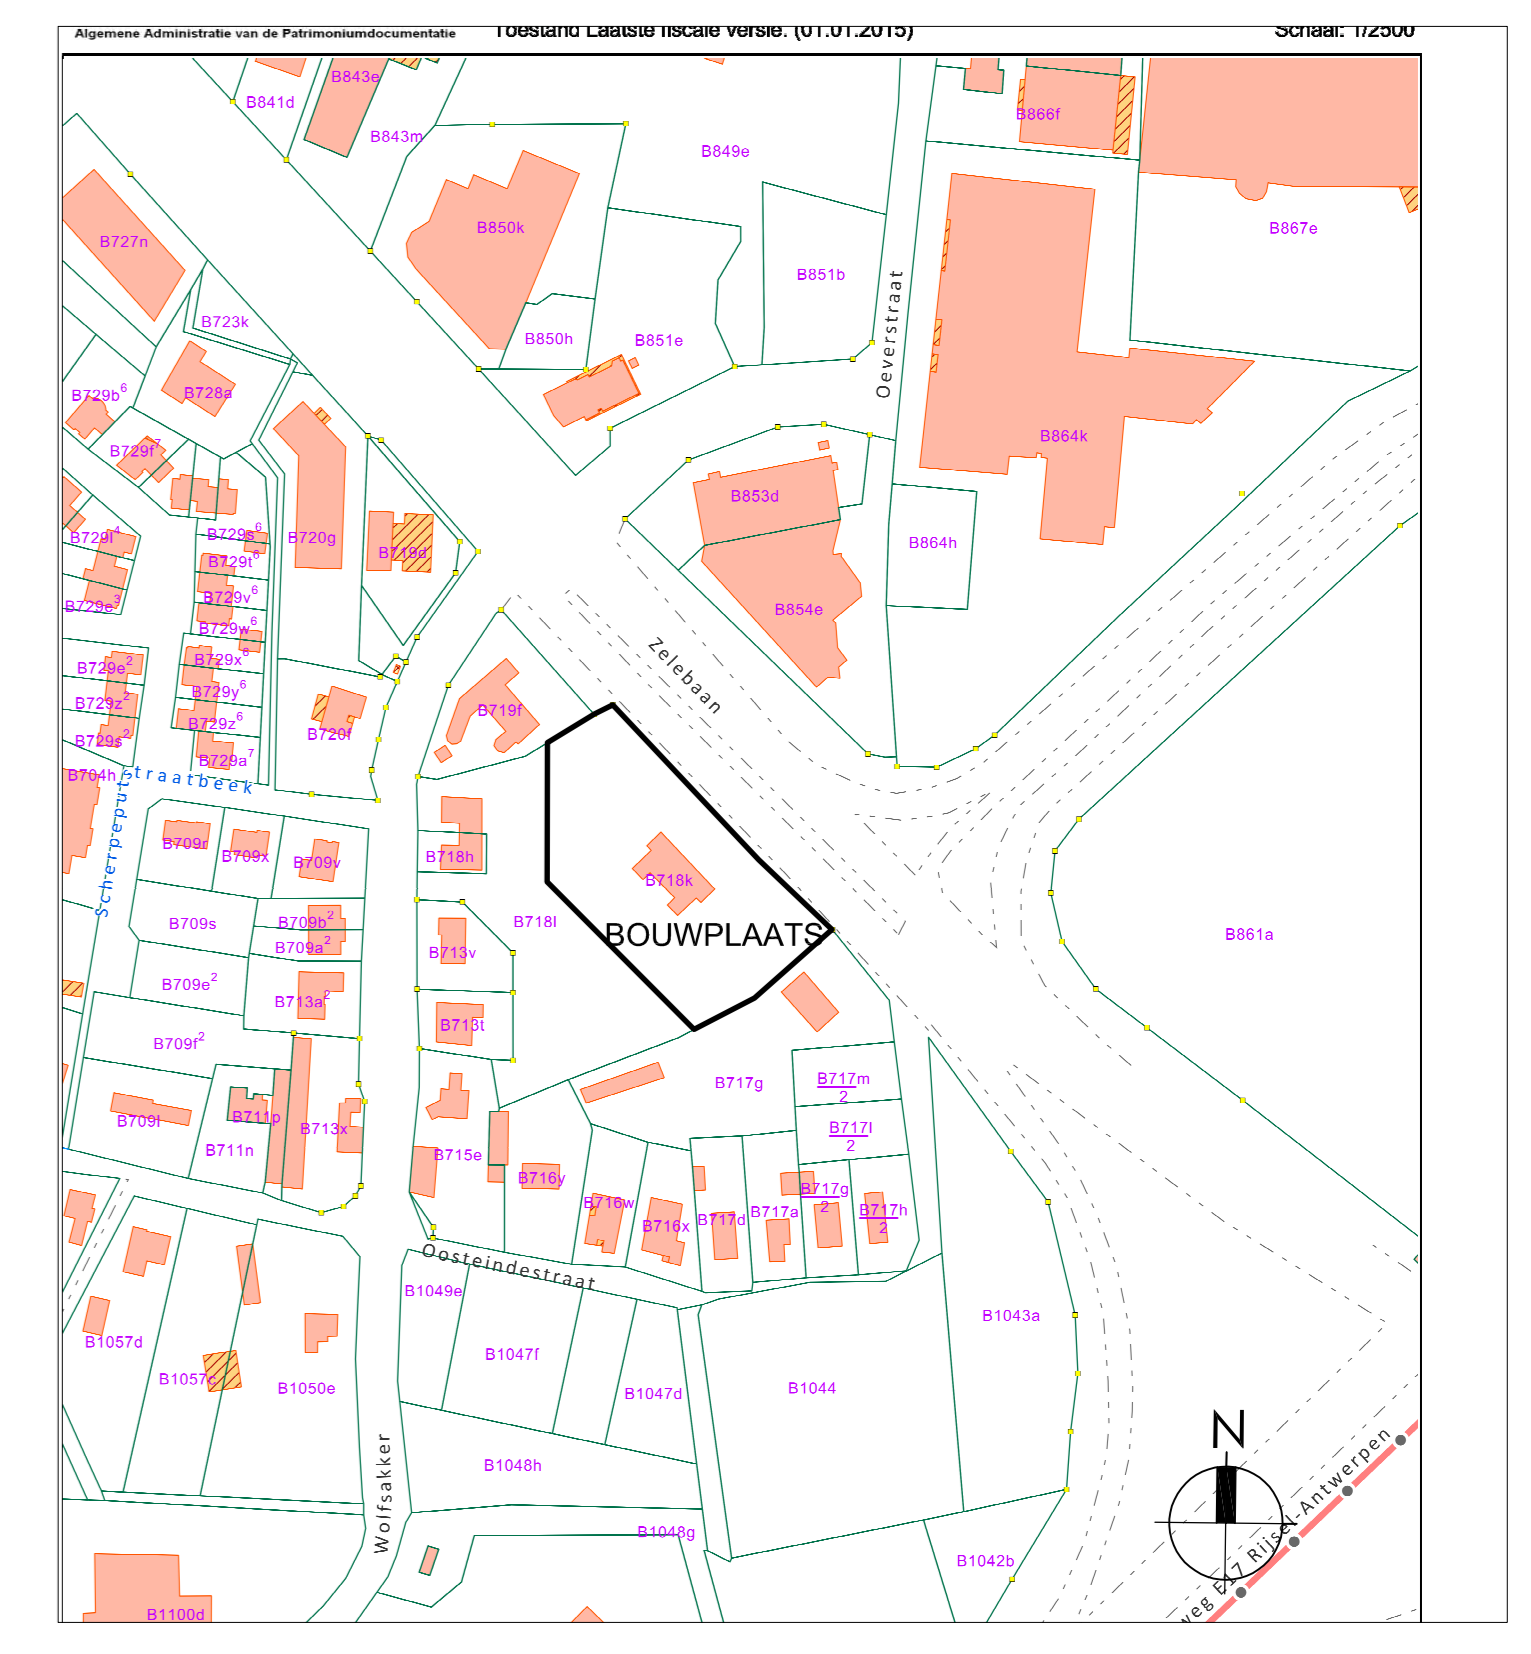 Algemene Administratie van de Patrimoniumdocumentatie
Toestand Laatste fiscale versie. (01.01.2015)
Schaal: 1/2500
B843e
B841d
B843m
B866f
B849e
B727n
B850k
B867e
B851b
Oeverstraat
B723k
B850h
B851e
B729b6
B728a
B729f7
B864k
B853d
B729l4
B729s6
B720g
B719d
B864h
B729t6
B729v6
B729e3
B854e
B729w6
B729x6
B729e2
Zelebaan
B729y6
B729z2
B729z6
B719f
B720f
B729s2
B729a7
B704h
straatbeek
Scherpeput
B709r
B709x
B709v
B718h
B718k
B709s
B709b2
B718l
BOUWPLAATS
B861a
B709a2
B713v
B709e2
B713a2
B713t
B709f2
B717g
B717m
2
B709l
B711p
B713x
B717l
2
B711n
B715e
B716y
B717g
2
B716w
B716x
B717d
B717a
B717h
2
Oosteindestraat
B1049e
B1043a
B1057d
B1047f
B1057c
B1050e
B1047d
B1044
N
Wolfsakker
B1048h
B1048g
B1042b
weg E17 Rijsel-Antwerpen
B1100d